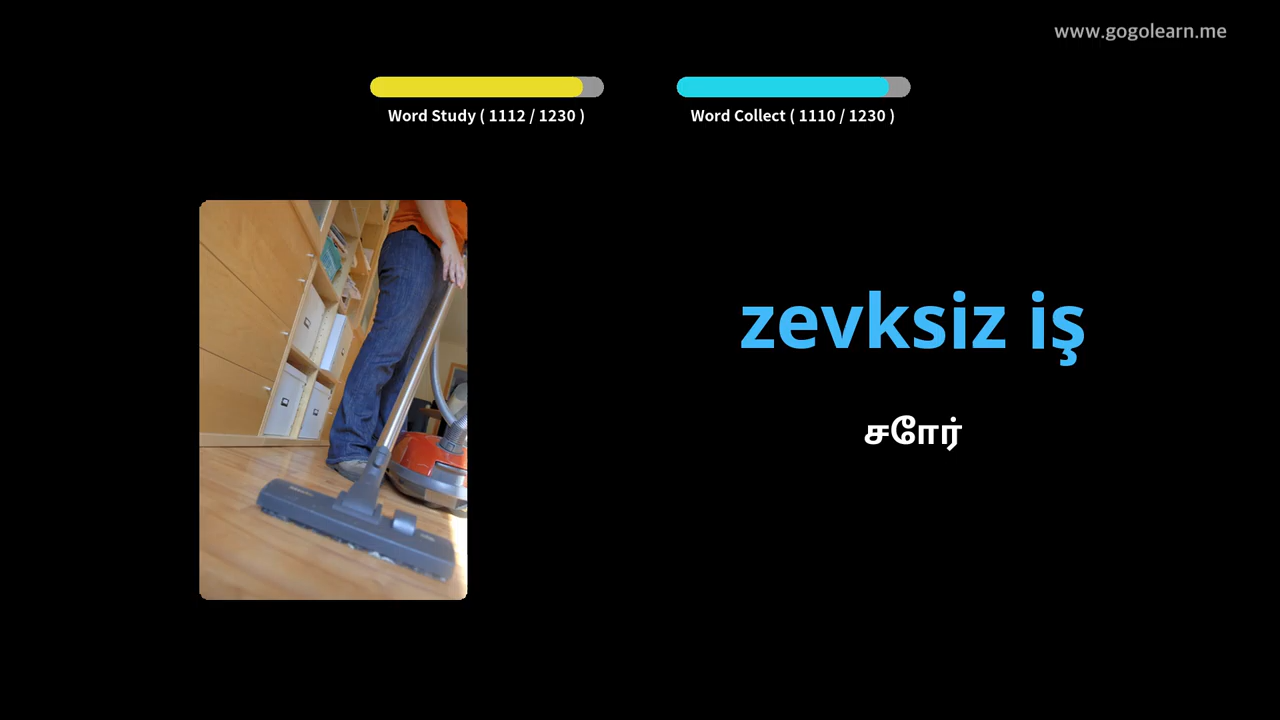 www.gogolearn.me
Word Study ( 1112 / 1230 )
Word Collect ( 1110 / 1230 )
zevksiz iş
சோேர்